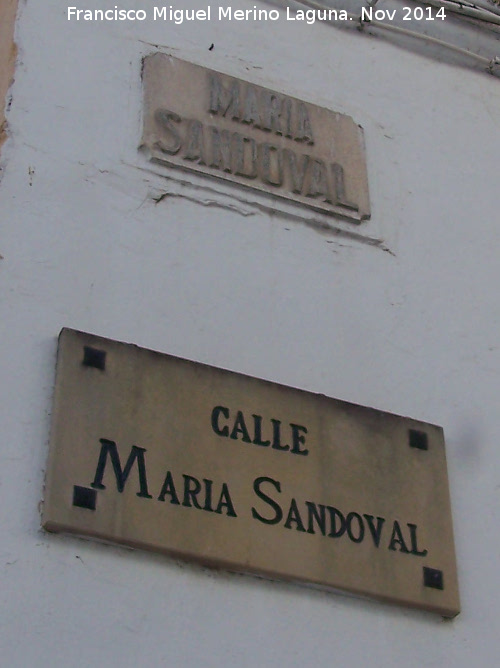 Francisco Miguel Merino Laguna. Nov 2014
MARIA
SANDOVAL
CALLE
MARIA SANDOVAL